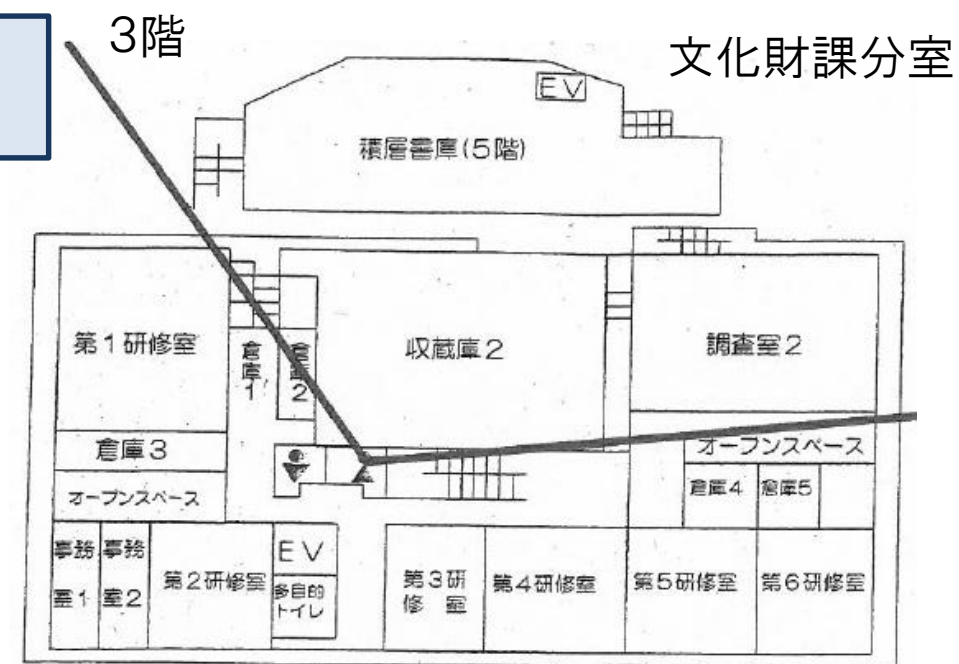 3階
文化財課分室
EV
積層書庫(5階)
第1研修室
倉庫1
倉庫2
収蔵庫2
調査室2
倉庫3
オープンスペース
オープンスペース
倉庫4
倉庫5
事務室1
事務室2
第2研修室
EV
多目的
トイレ
第3研
修室
第4研修室
第5研修室
第6研修室